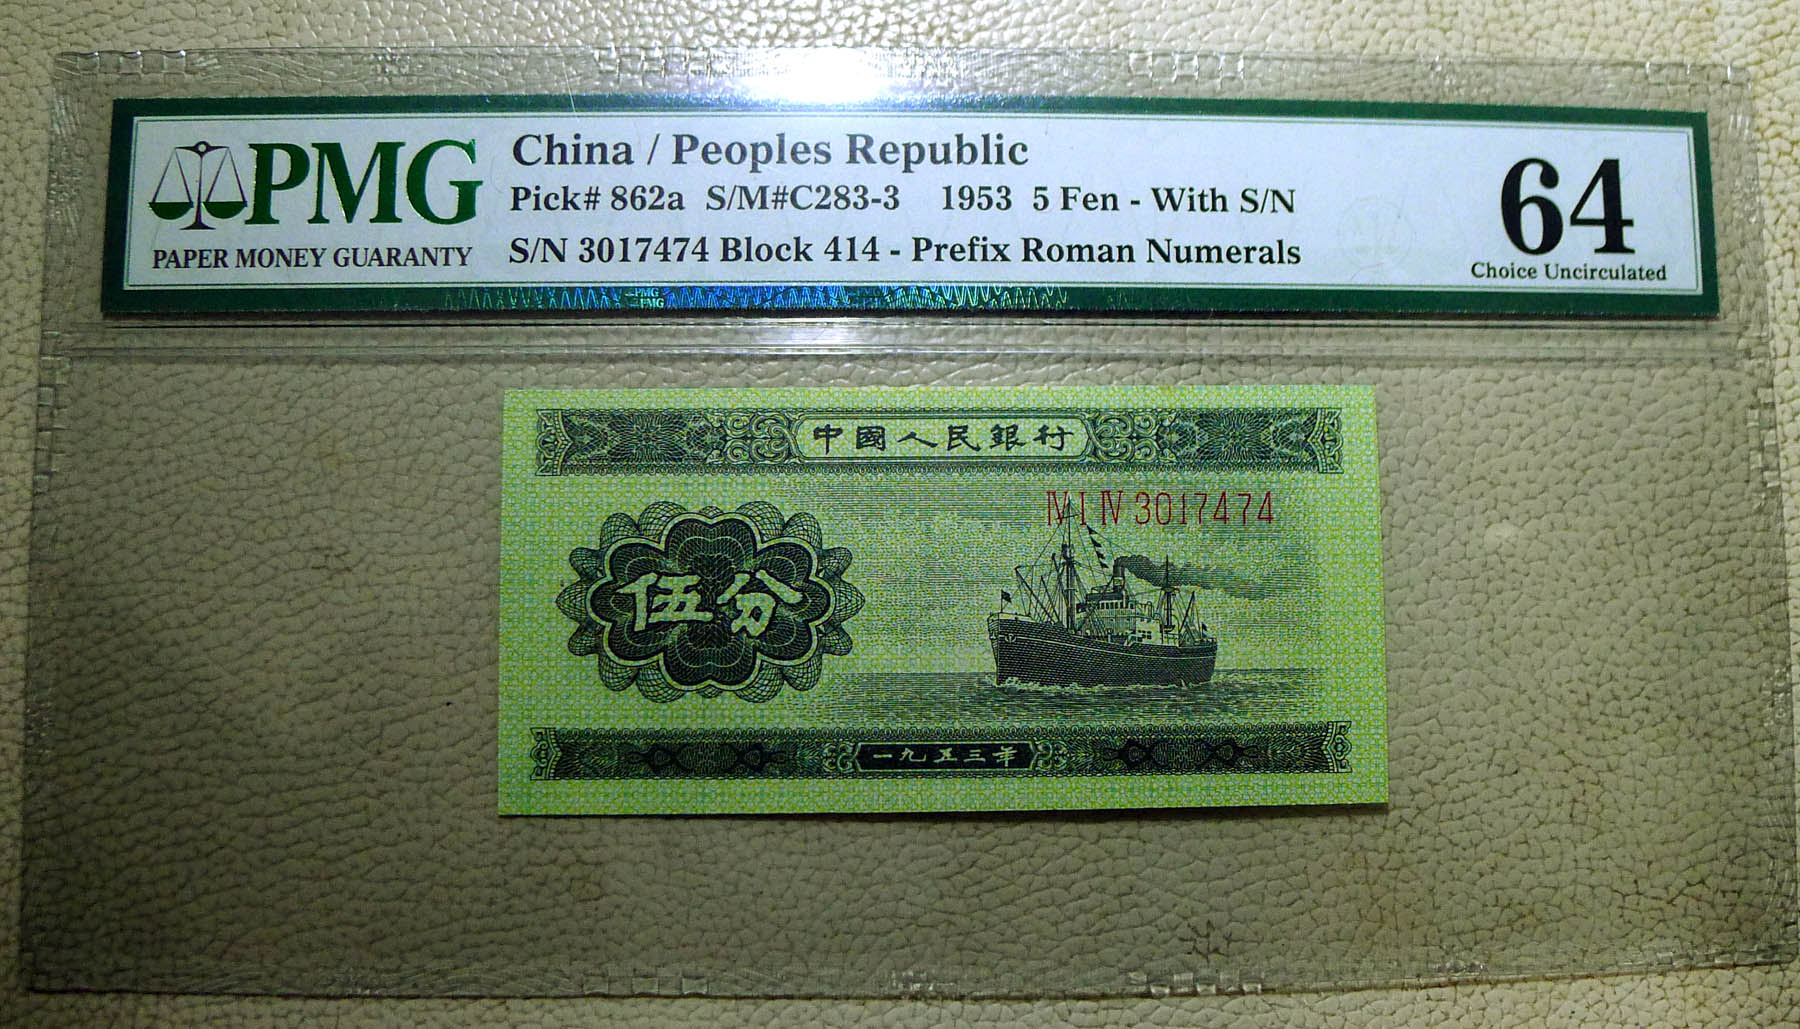 PMG
PAPER MONEY GUARANTY
China / Peoples Republic
Pick# 862a S/M#C283-3 1953 5 Fen - With S/N
S/N 3017474 Block 414 - Prefix Roman Numerals
64
Choice Uncirculated
PMG
PMG
中國人民銀行
Ⅳ Ⅰ Ⅳ 3017474
伍分
一九五三年